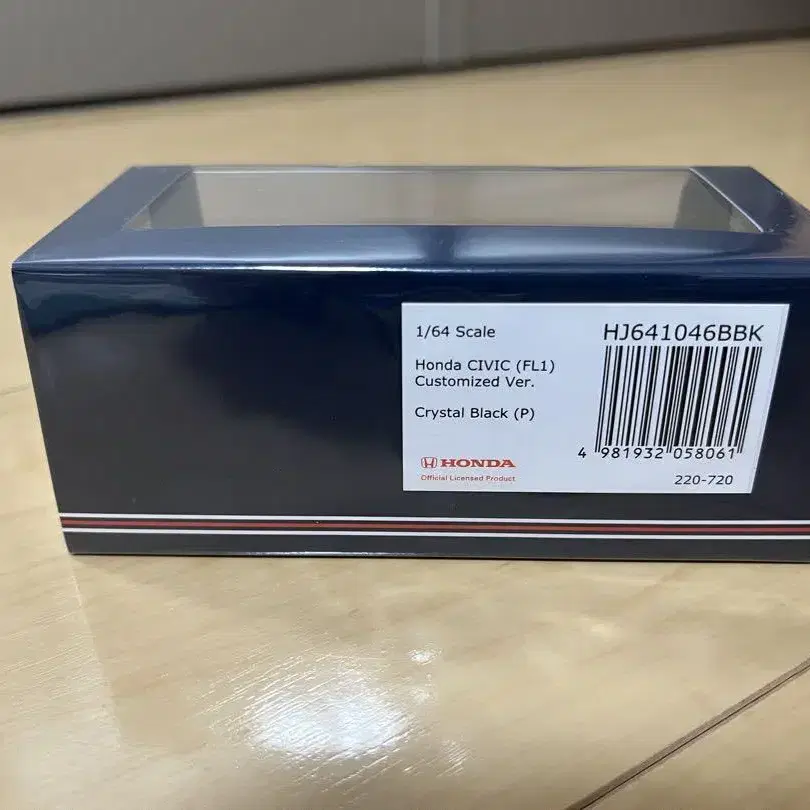 1/64 Scale
HJ641046BBK
Honda CIVIC (FL1)
Customized Ver.
Crystal Black (P)
4 981932 058061
HONDA
Official Licensed Product
220-720